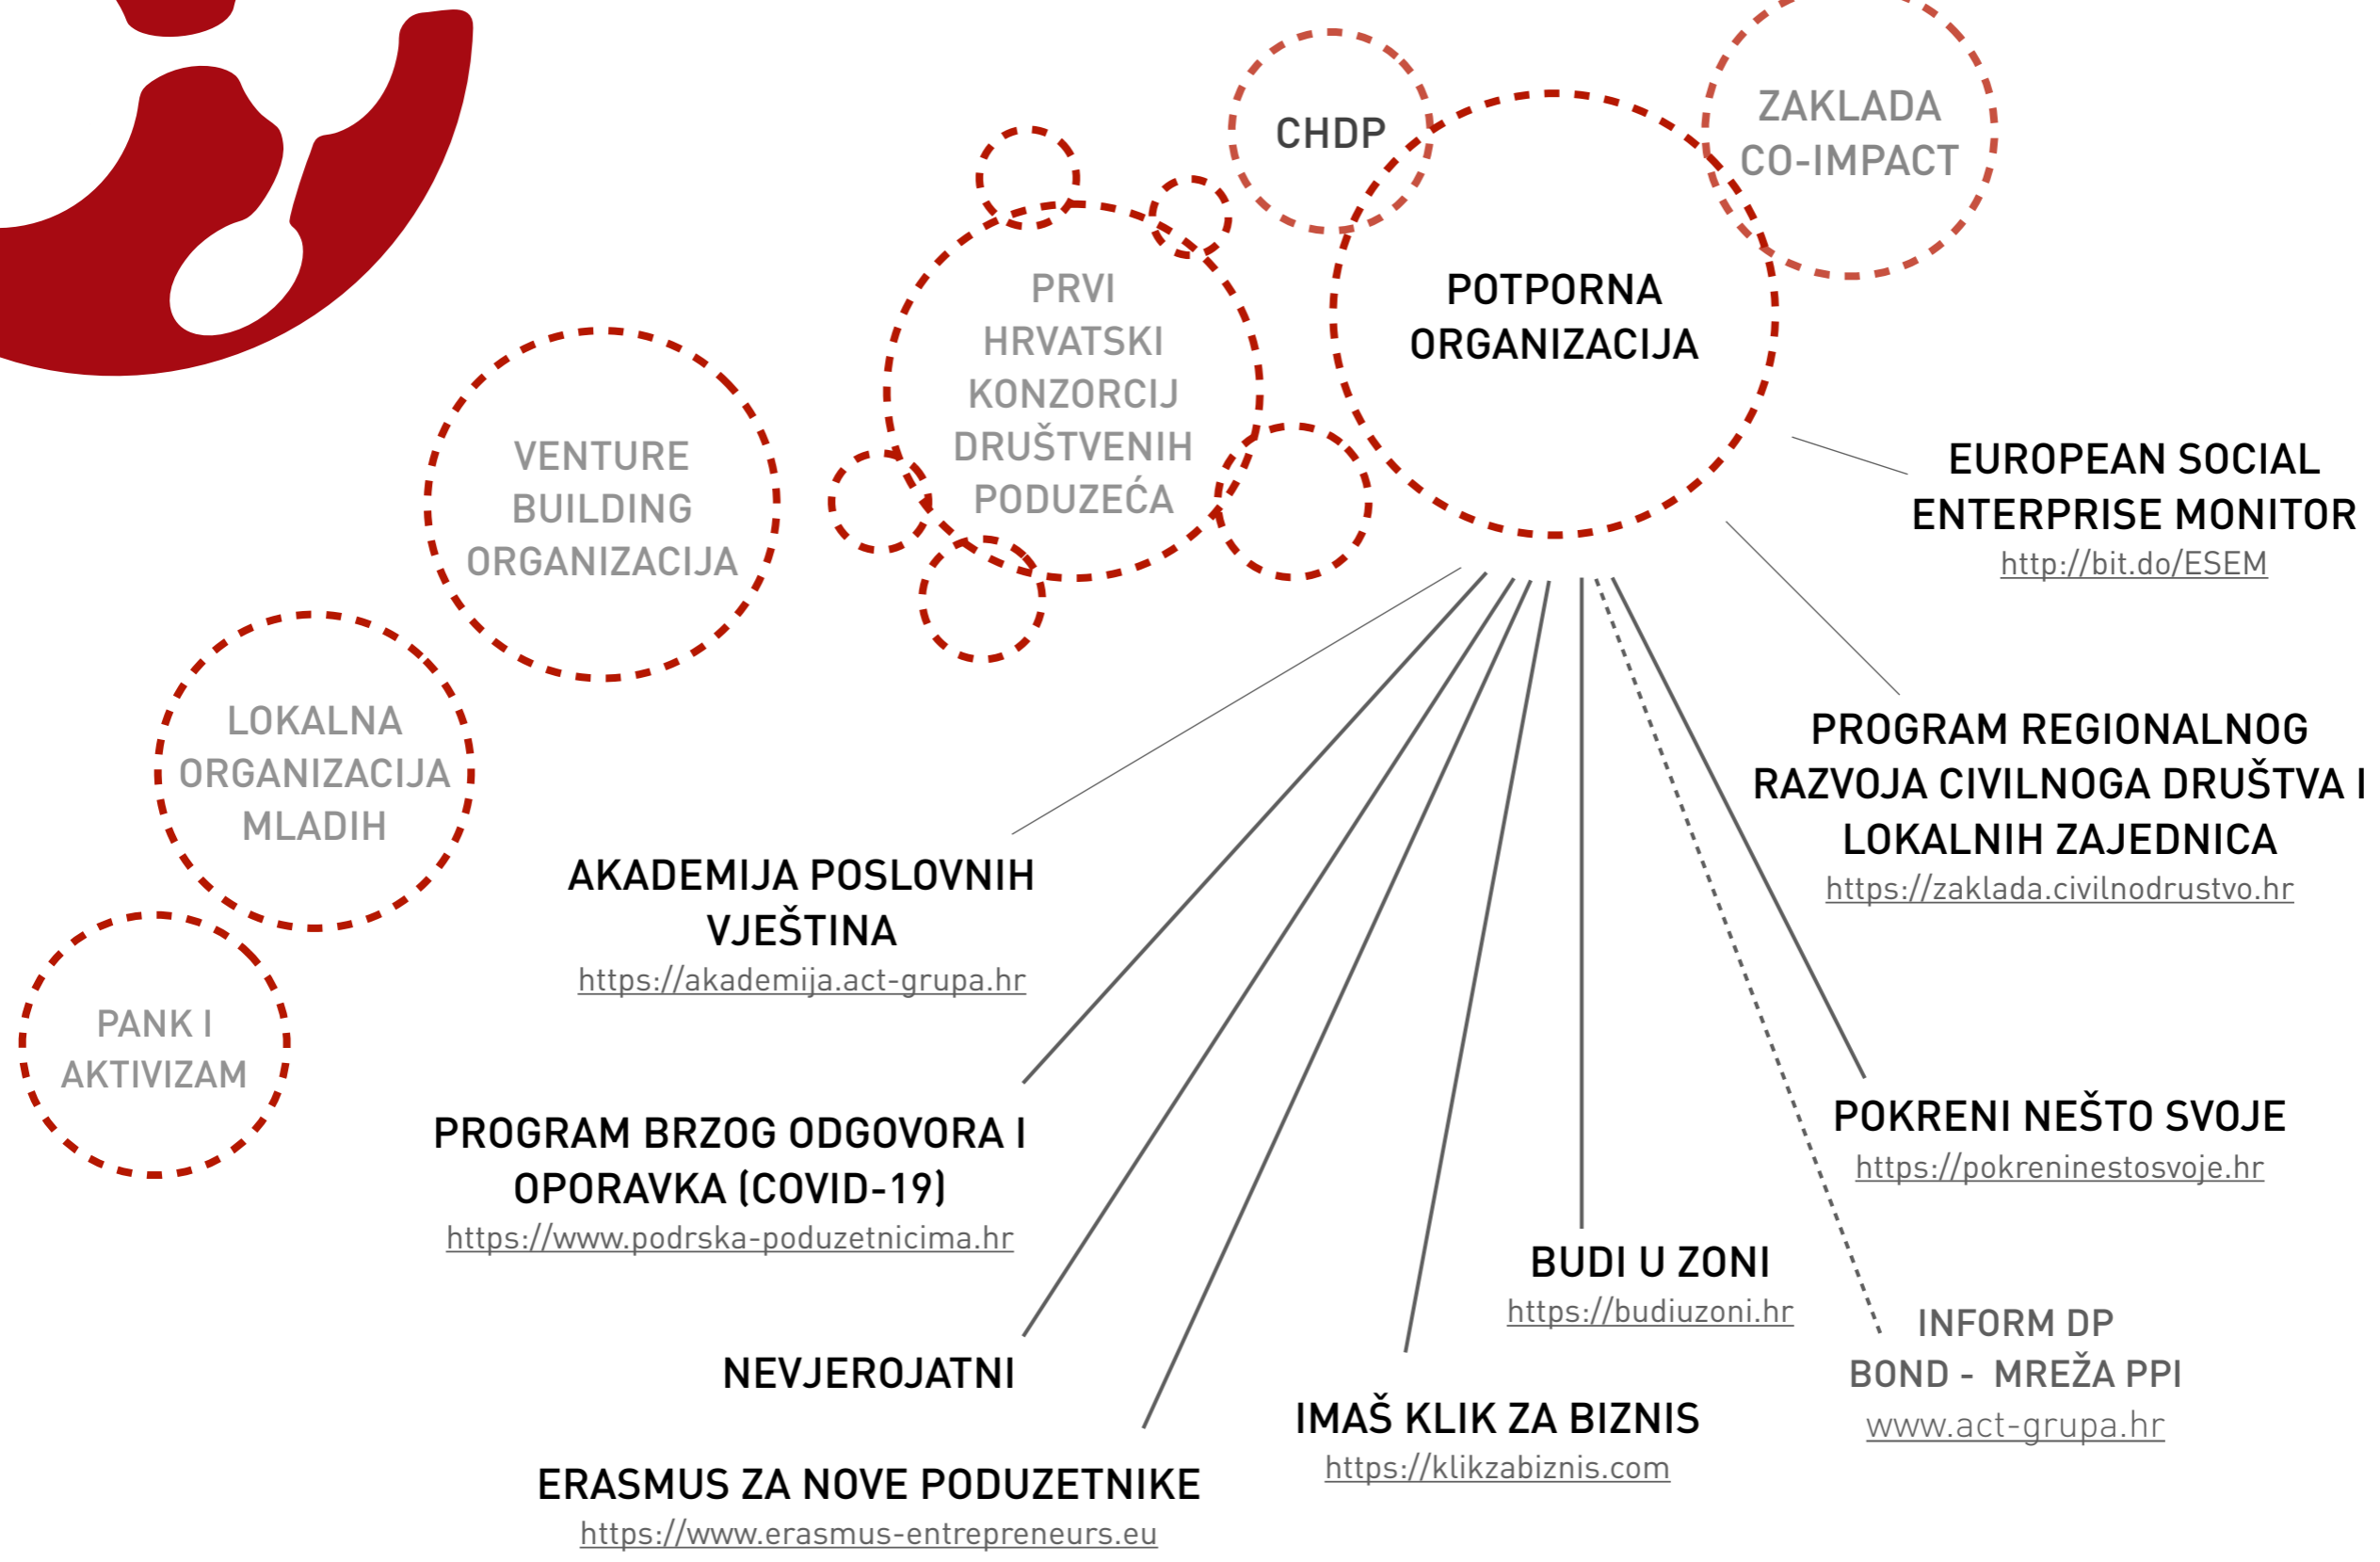 CHDP
ZAKLADA
CO-IMPACT
PRVI
HRVATSKI
KONZORCIJ
DRUŠTVENIH
PODUZEĆA
POTPORNA
ORGANIZACIJA
VENTURE
BUILDING
ORGANIZACIJA
EUROPEAN SOCIAL
ENTERPRISE MONITOR
http://bit.do/ESEM
LOKALNA
ORGANIZACIJA
MLADIH
PROGRAM REGIONALNOG
RAZVOJA CIVILNOGA DRUŠTVA I
LOKALNIH ZAJEDNICA
https://zaklada.civilnodrustvo.hr
AKADEMIJA POSLOVNIH
VJEŠTINA
https://akademija.act-grupa.hr
PANK I
AKTIVIZAM
PROGRAM BRZOG ODGOVORA I
OPORAVKA (COVID-19)
https://www.podrska-poduzetnicima.hr
POKRENI NEŠTO SVOJE
https://pokreninestosvoje.hr
BUDI U ZONI
https://budiuzoni.hr
INFORM DP
BOND - MREŽA PPI
www.act-grupa.hr
NEVJEROJATNI
IMAŠ KLIK ZA BIZNIS
https://klikzabiznis.com
ERASMUS ZA NOVE PODUZETNIKE
https://www.erasmus-entrepreneurs.eu